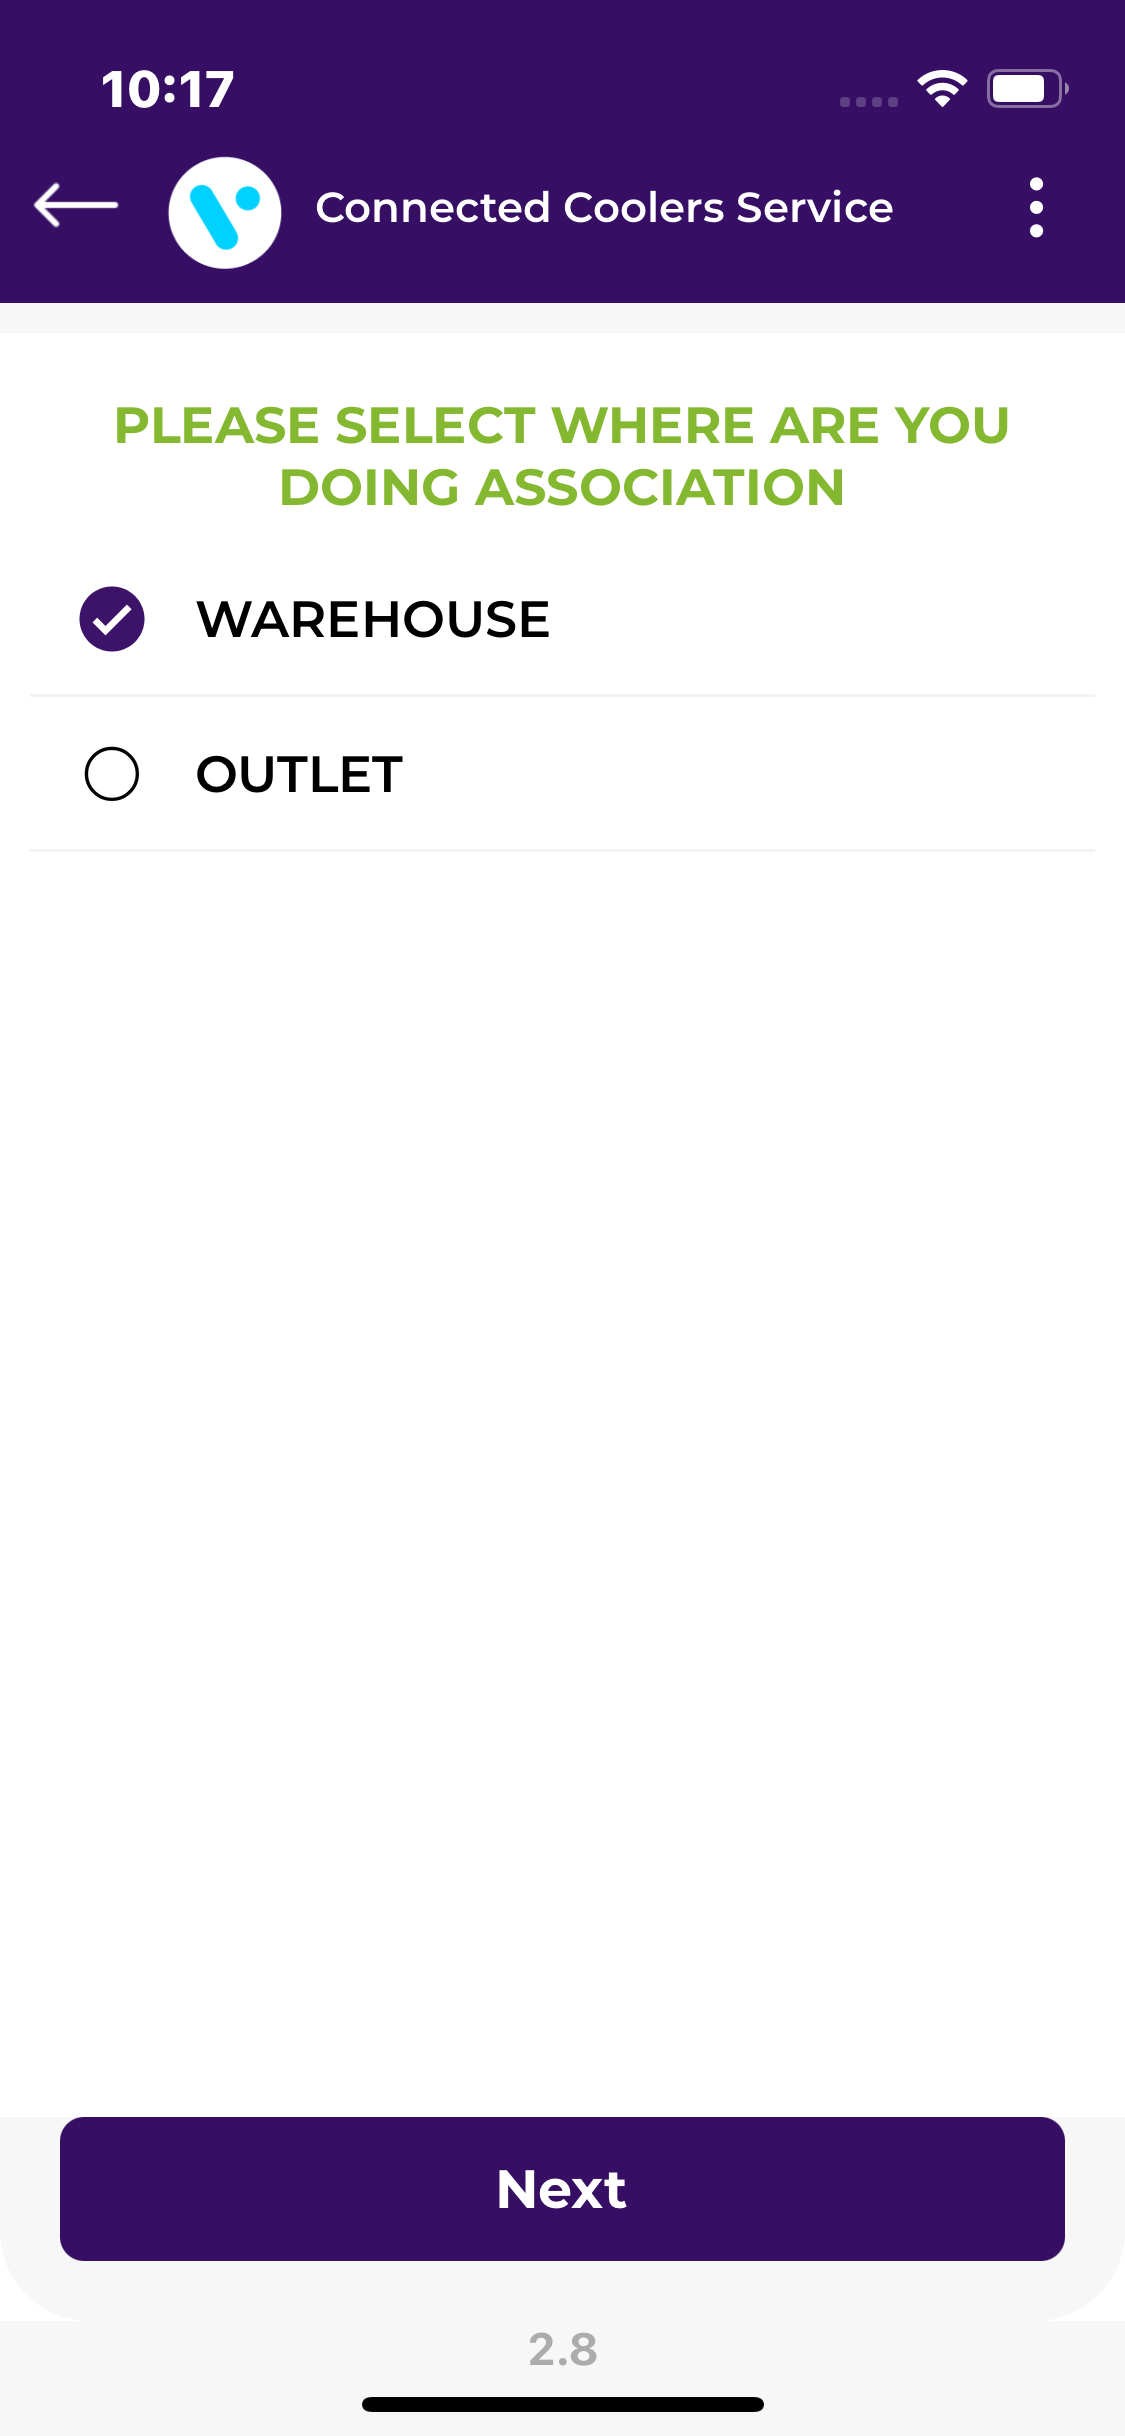 10:17
Connected Coolers Service
PLEASE SELECT WHERE ARE YOU
DOING ASSOCIATION
WAREHOUSE
OUTLET
Next
2.8